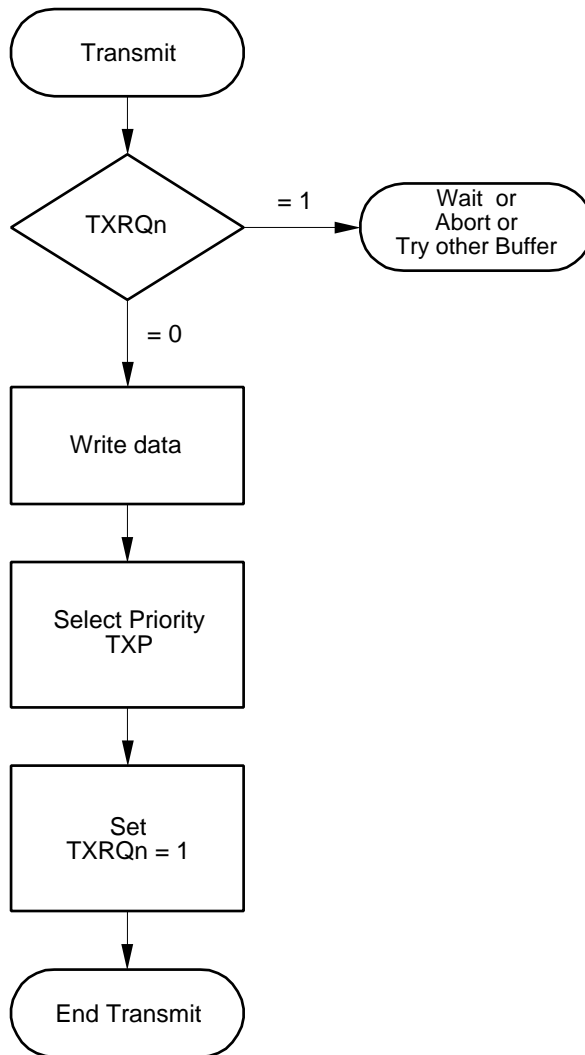 Transmit
TXRQn
= 1
Wait or
Abort or
Try other Buffer
= 0
Write data
Select Priority
TXP
Set
TXRQn = 1
End Transmit